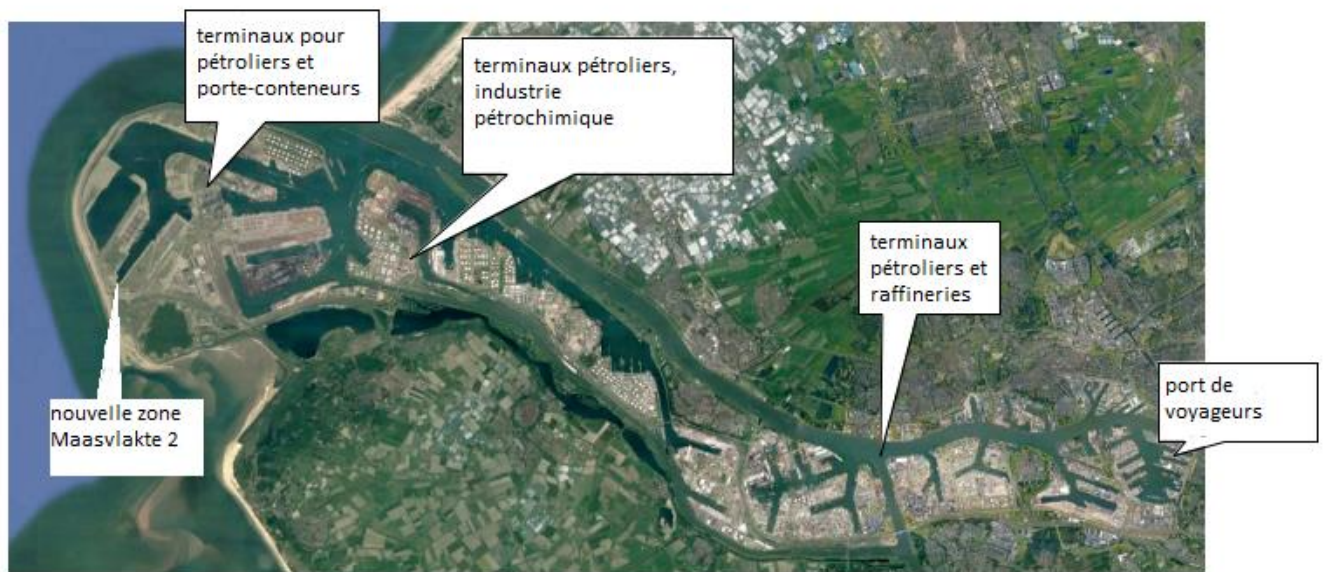 terminaux pour
pétroliers et
porte-conteneurs
terminaux pétroliers,
industrie
pétrochimique
terminaux
pétroliers et
raffineries
port de
voyageurs
nouvelle zone
Maasvlakte 2